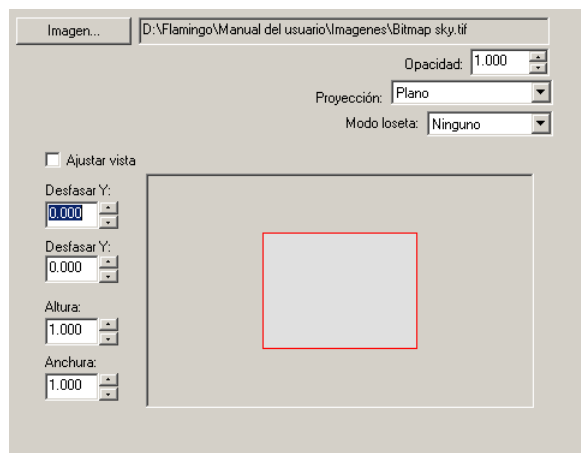 Imagen... D:\Flamingo\Manual del usuario\Imagenes\Bitmap sky.tif
Opacidad: 1.000
Proyección: Plano
Modo loseta: Ninguno
Ajustar vista
Desfasar Y:
0.000
Desfasar Y:
0.000
Altura:
1.000
Anchura:
1.000